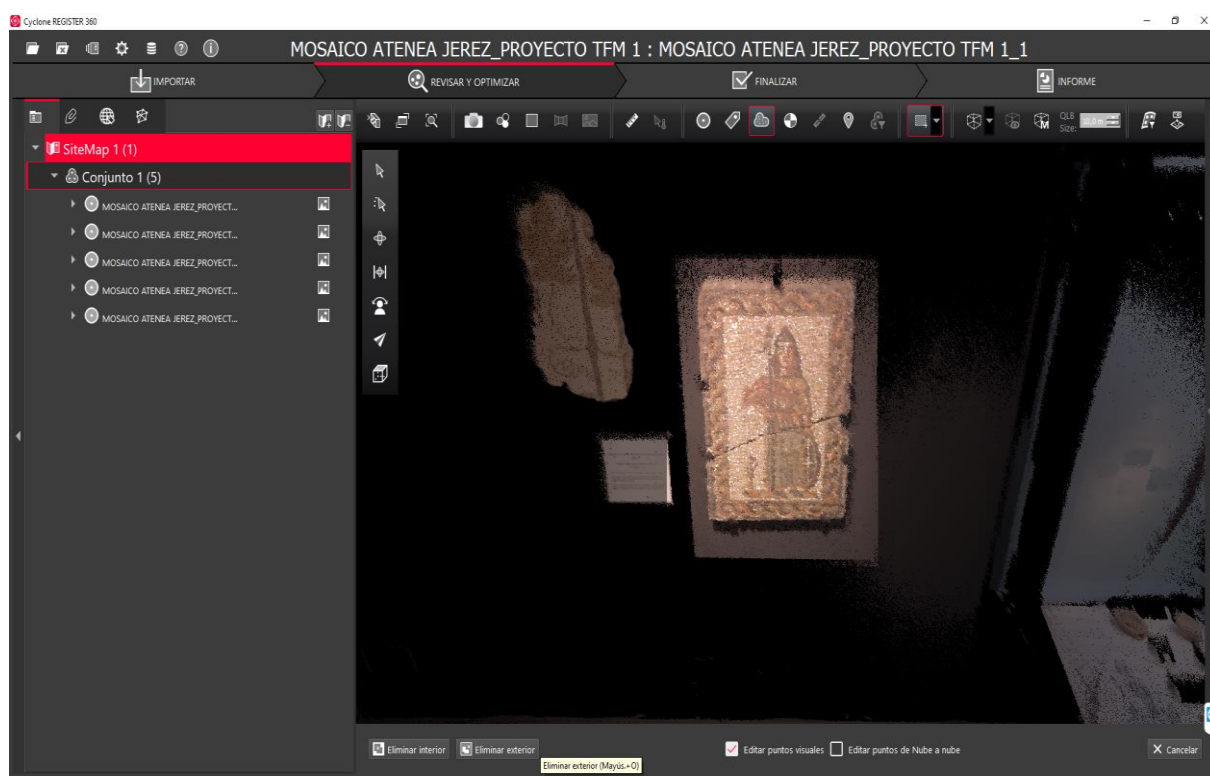 Cyclone REGISTER 360
MOSAICO ATENEA JEREZ_PROYECTO TFM 1 : MOSAICO ATENEA JEREZ_PROYECTO TFM 1_1
IMPORTAR
REVISAR Y OPTIMIZAR
FINALIZAR
INFORME
QLB
Size: 10,0 m
SiteMap 1 (1)
Conjunto 1 (5)
MOSAICO ATENEA JEREZ_PROYECT...
MOSAICO ATENEA JEREZ_PROYECT...
MOSAICO ATENEA JEREZ_PROYECT...
MOSAICO ATENEA JEREZ_PROYECT...
MOSAICO ATENEA JEREZ_PROYECT...
Eliminar interior
Eliminar exterior
Editar puntos visuales
Editar puntos de Nube a nube
Cancelar
Eliminar exterior (Mayús.+O)